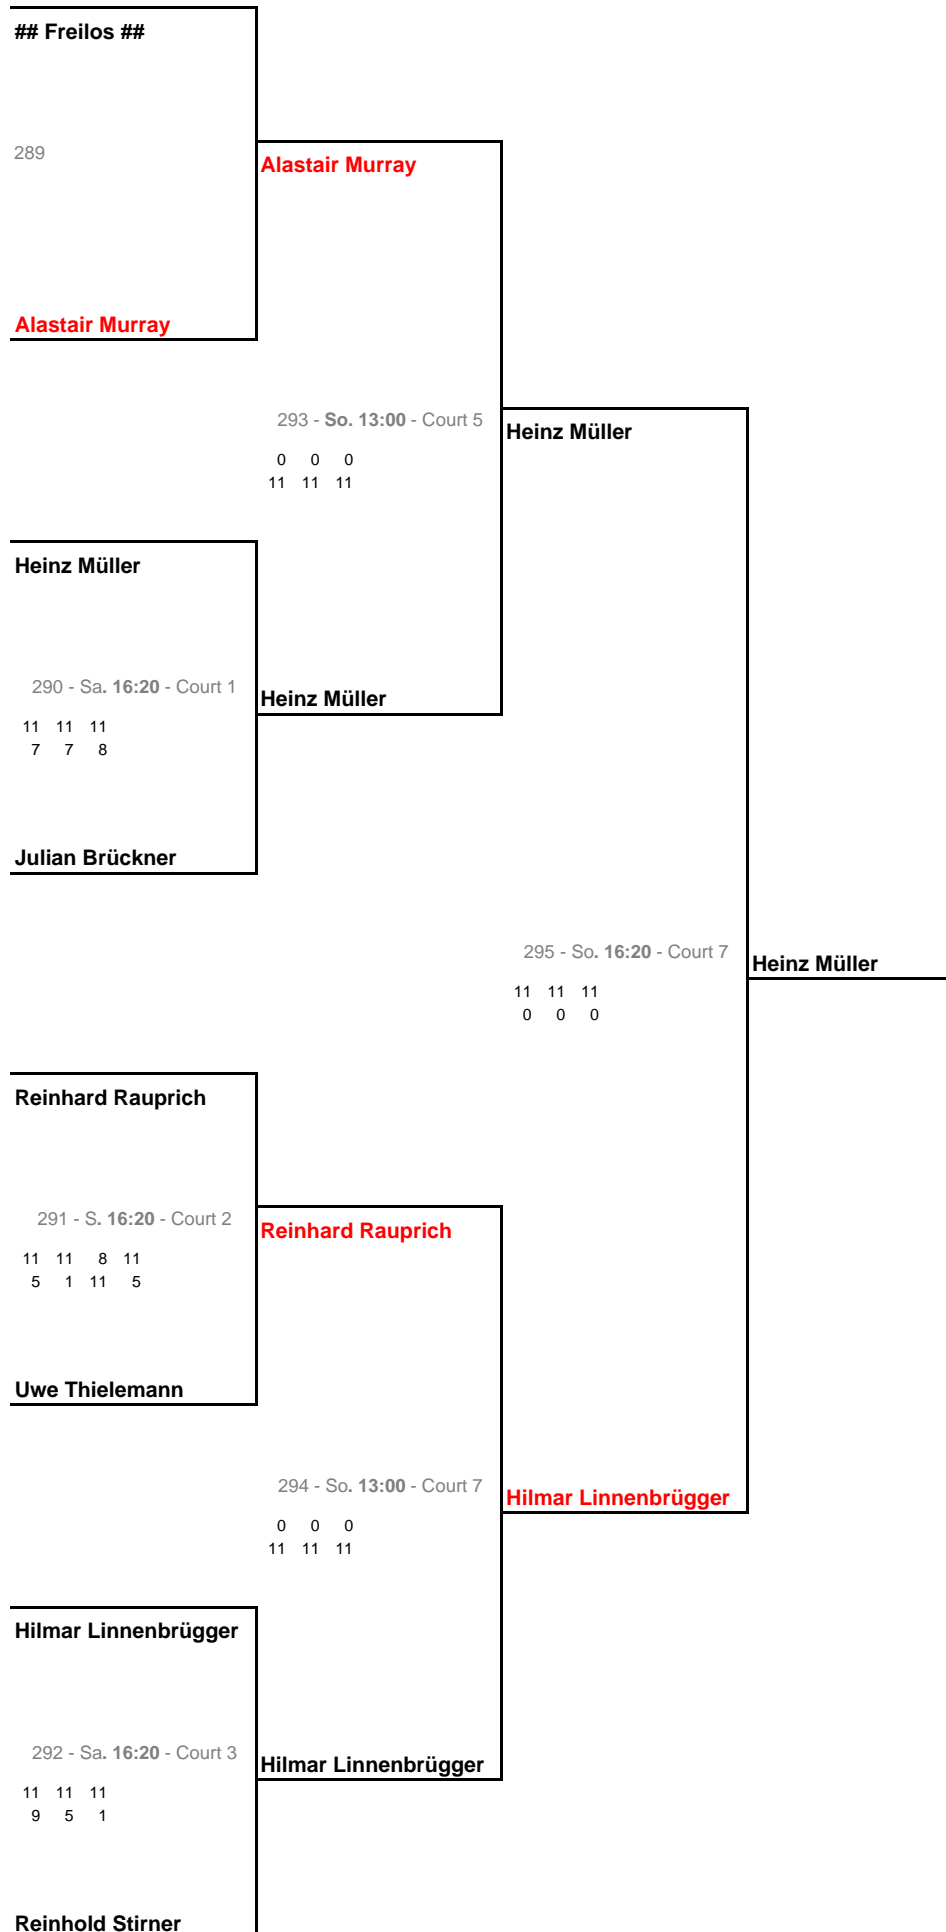 ## Freilos ##
289
Alastair Murray
Alastair Murray
293 - So. 13:00 - Court 5
Heinz Müller
0 0 0
11 11 11
Heinz Müller
290 - Sa. 16:20 - Court 1
Heinz Müller
11 11 11
7 7 8
Julian Brückner
295 - So. 16:20 - Court 7
Heinz Müller
11 11 11
0 0 0
Reinhard Rauprich
291 - S. 16:20 - Court 2
Reinhard Rauprich
11 11 8 11
5 1 11 5
Uwe Thielemann
294 - So. 13:00 - Court 7
Hilmar Linnenbrügger
0 0 0
11 11 11
Hilmar Linnenbrügger
292 - Sa. 16:20 - Court 3
Hilmar Linnenbrügger
11 11 11
9 5 1
Reinhold Stirner